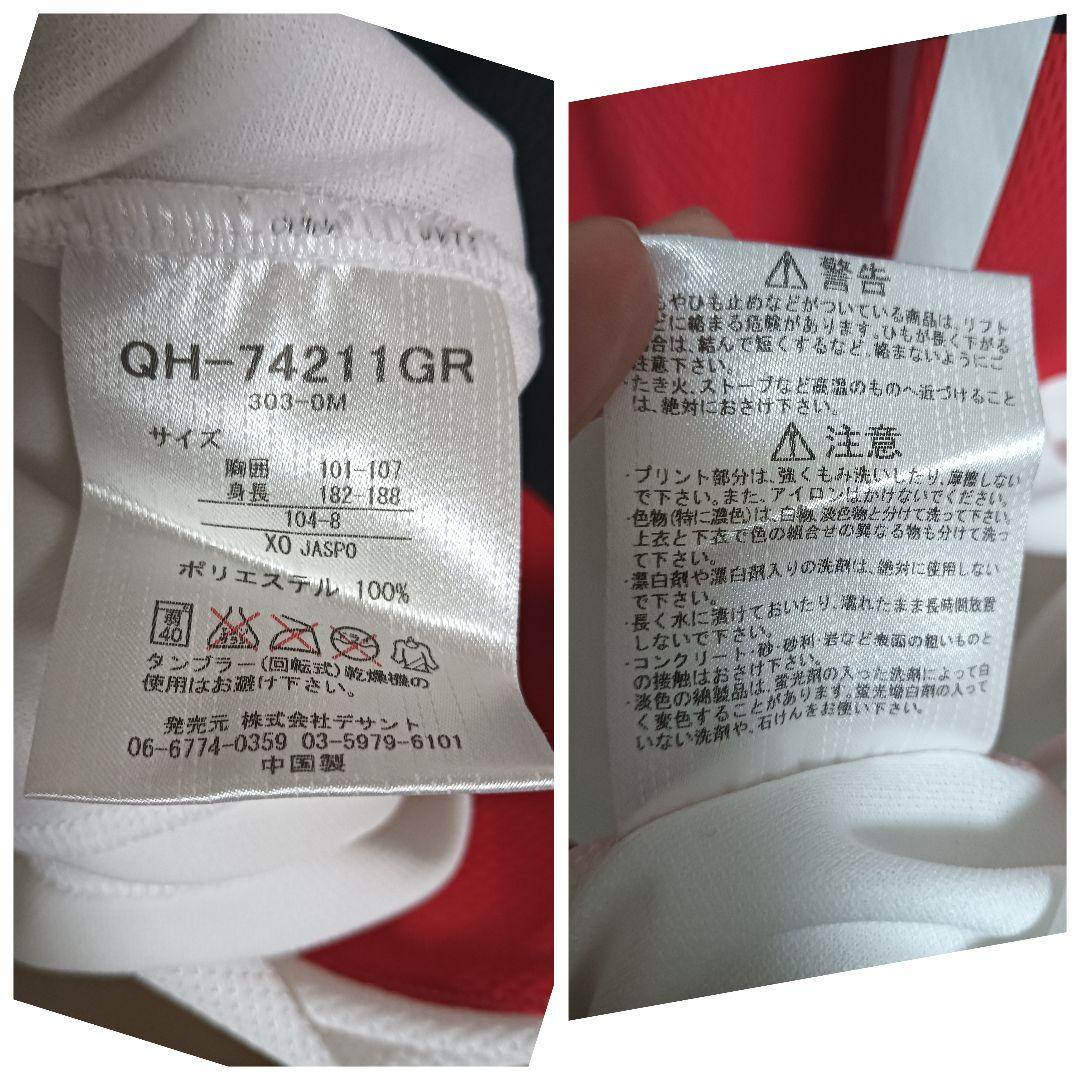 QH-74211GR
303-0M
サイズ
胸囲 101-107
身長 182-188
104-8
XO JASPO
ポリエステル 100%
弱
40
タンブラー(回転式)乾燥機の
使用はお避け下さい。
発売元 株式会社デサント
06-6774-0359 03-5979-6101
中国製
警告
もやひも止めなどがついている商品は、リフト
どに絡まる危険があります。ひもが長く下がる
場合は、結んで短くするなど、絡まないようにご
注意下さい。
・たき火、ストーブなど高温のものへ近づけること
は、絶対におさけ下さい。
注意
・プリント部分は、強くもみ洗いしたり、摩擦しない
で下さい。また、アイロンはかけないでください。
・色物(特に濃色)は、白物、淡色物と分けて洗って下さい。
上衣と下衣で色の組合せの異なる物も分けて洗っ
て下さい。
・漂白剤や漂白剤入りの洗剤は、絶対に使用しない
で下さい。
・長く水に漬けておいたり、濡れたまま長時間放置
しないで下さい。
・コンクリート・砂・砂利・岩など表面の粗いものと
の接触はおさけ下さい。
・淡色の綿製品は、蛍光剤の入った洗剤によって白
く変色することがあります。蛍光増白剤の入って
いない洗剤や、石けんをお使い下さい。